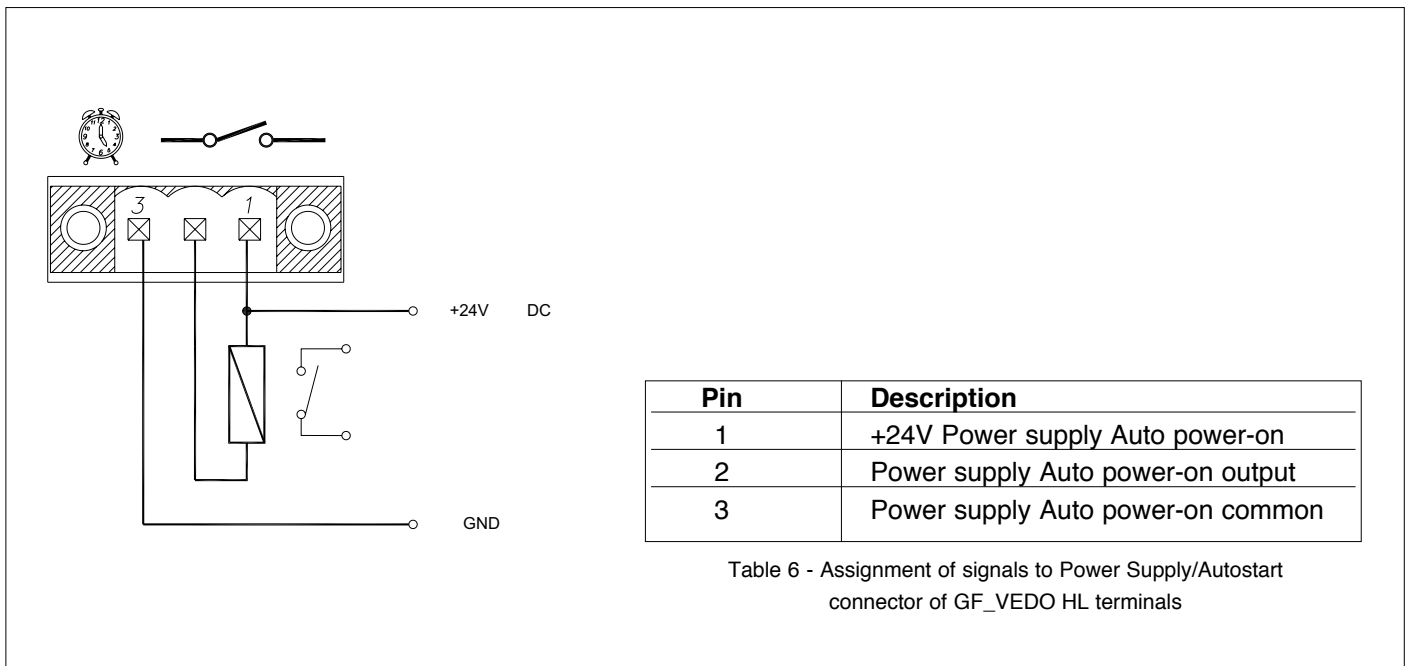 3 1
+24V DC
GND
Pin Description
1 +24V Power supply Auto power-on
2 Power supply Auto power-on output
3 Power supply Auto power-on common
Table 6 - Assignment of signals to Power Supply/Autostart
connector of GF_VEDO HL terminals